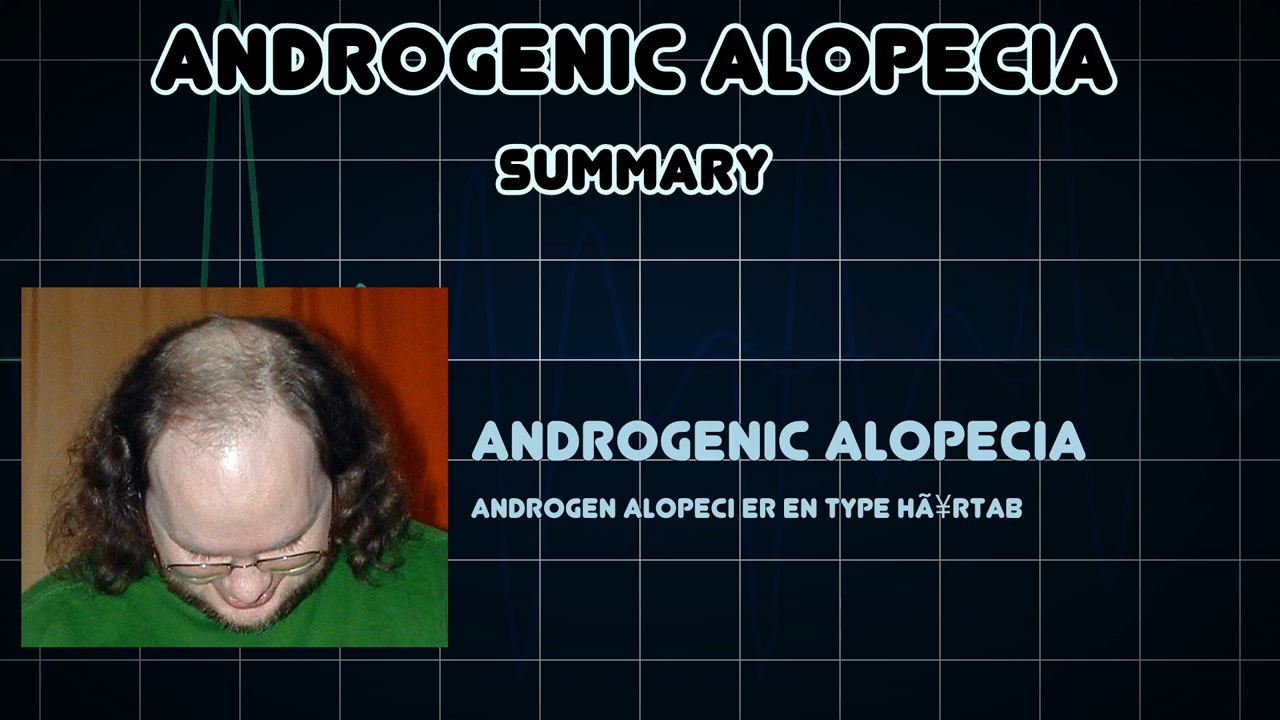 ANDROGENIC ALOPECIA
SUMMARY
ANDROGENIC ALOPECIA
ANDROGEN ALOPECI ER EN TYPE HÃ¥RTAB